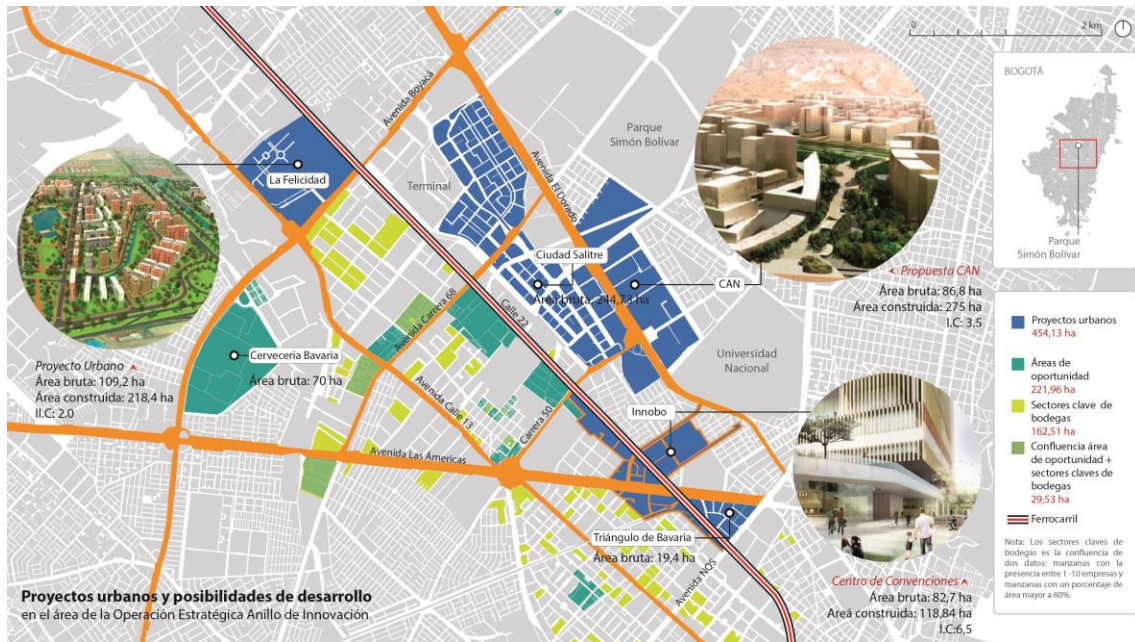 0 2 km
BOGOTÁ
Parque
Simón Bolívar
Avenida Boyacá
Parque
Simón Bolívar
La Felicidad
Terminal
Avenida El Dorado
Ciudad Salitre
Área bruta: 244,73 ha
CAN
Propuesta CAN
Área bruta: 86,8 ha
Área construida: 275 ha
I.C: 3.5
Calle 22
Avenida Carrera 68
Cervecería Bavaria
Área bruta: 70 ha
Proyecto Urbano
Área bruta: 109,2 ha
Área construida: 218,4 ha
II.C: 2.0
Universidad
Nacional
Innobo
Avenida Calle 13
Carrera 50
Avenida Las Américas
Triángulo de Bavaria
Área bruta: 19,4 ha
Avenida NQS
Centro de Convenciones
Área bruta: 82,7 ha
Areá construida: 118,84 ha
I.C:6,5
Proyectos urbanos
454,13 ha
Áreas de
oportunidad
221,96 ha
Sectores clave de
bodegas
162,51 ha
Confluencia área
de oportunidad +
sectores claves de
bodegas
29,53 ha
Ferrocarril
Nota: Los sectores claves de
bodegas es la confluencia de
dos datos: manzanas con la
presencia entre 1 -10 empresas y
manzanas con un porcentaje de
área mayor a 60%.
Proyectos urbanos y posibilidades de desarrollo
en el área de la Operación Estratégica Anillo de Innovación